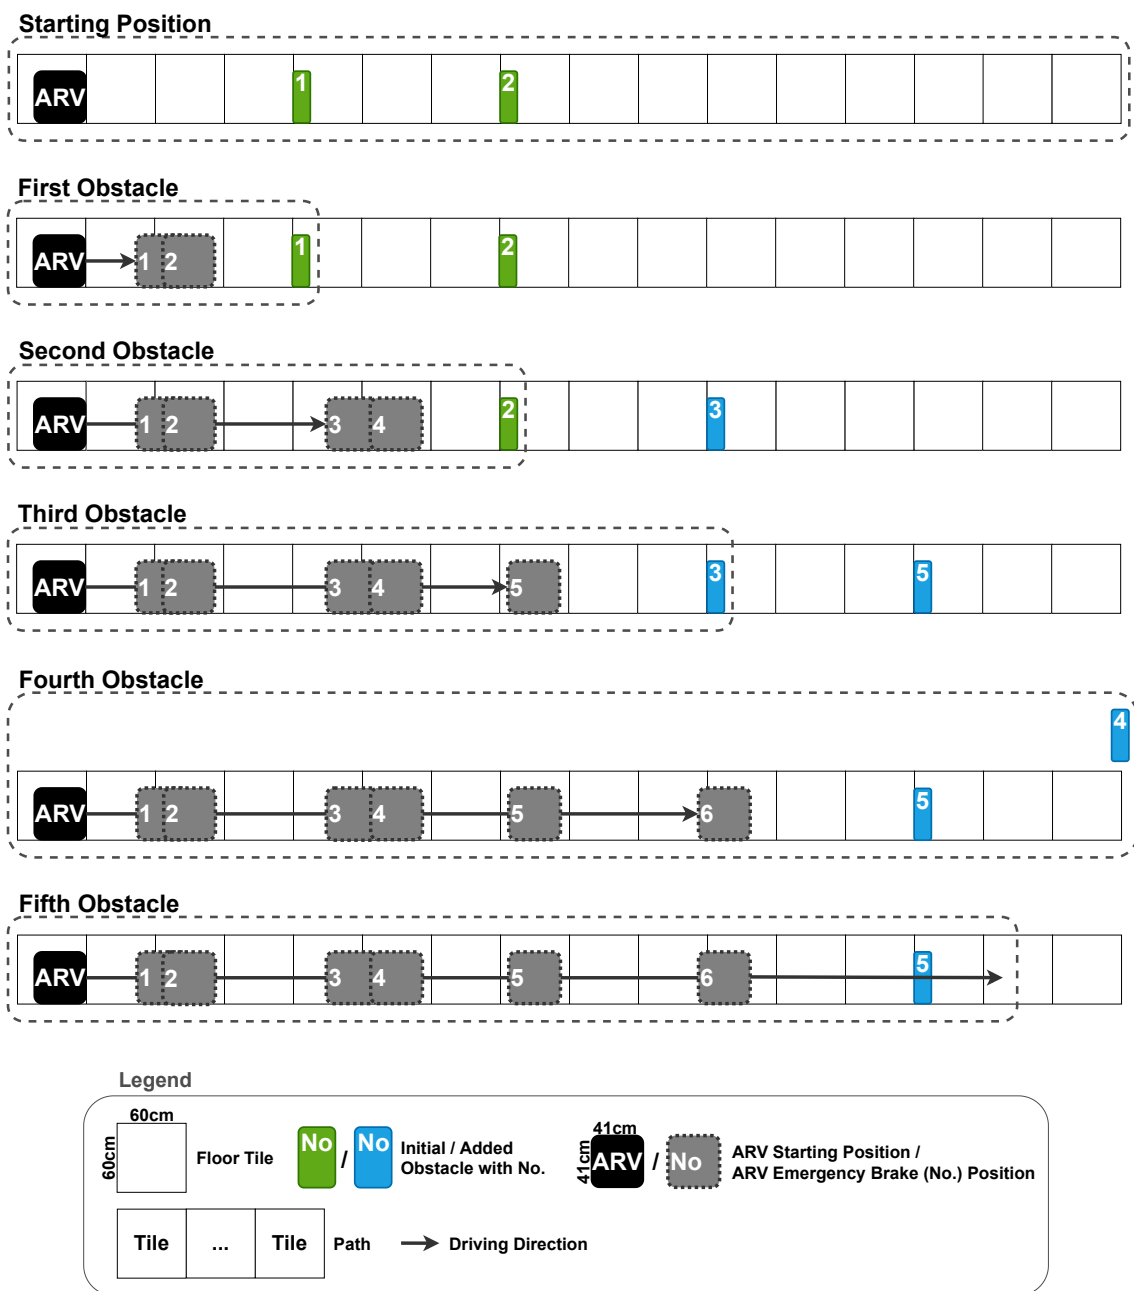 Starting Position
ARV 1 2
First Obstacle
ARV 1 2 1 2
Second Obstacle
ARV 1 2 3 4 2 3
Third Obstacle
ARV 1 2 3 4 5 3 5
Fourth Obstacle
4
ARV 1 2 3 4 5 6 5
Fifth Obstacle
ARV 1 2 3 4 5 6 5
Legend
60cm
60cm
Floor Tile
No / No
Initial / Added
Obstacle with No.
41cm
41cm
ARV / No
ARV Starting Position /
ARV Emergency Brake (No.) Position
Tile ... Tile
Path
Driving Direction